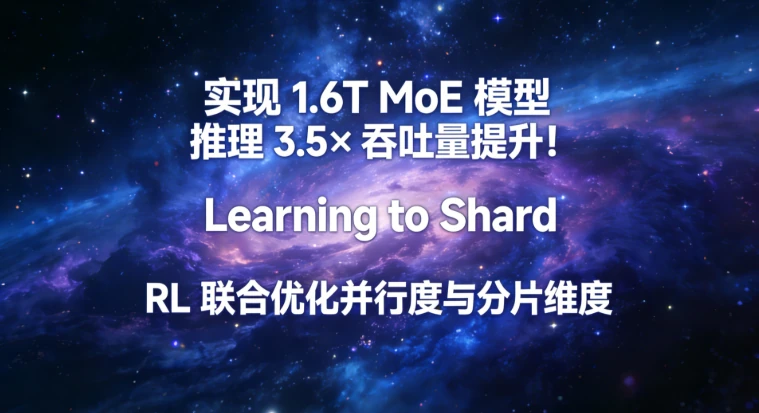 实现 1.6T MoE 模型
推理 3.5× 吞吐量提升！
Learning to Shard
RL 联合优化并行度与分片维度